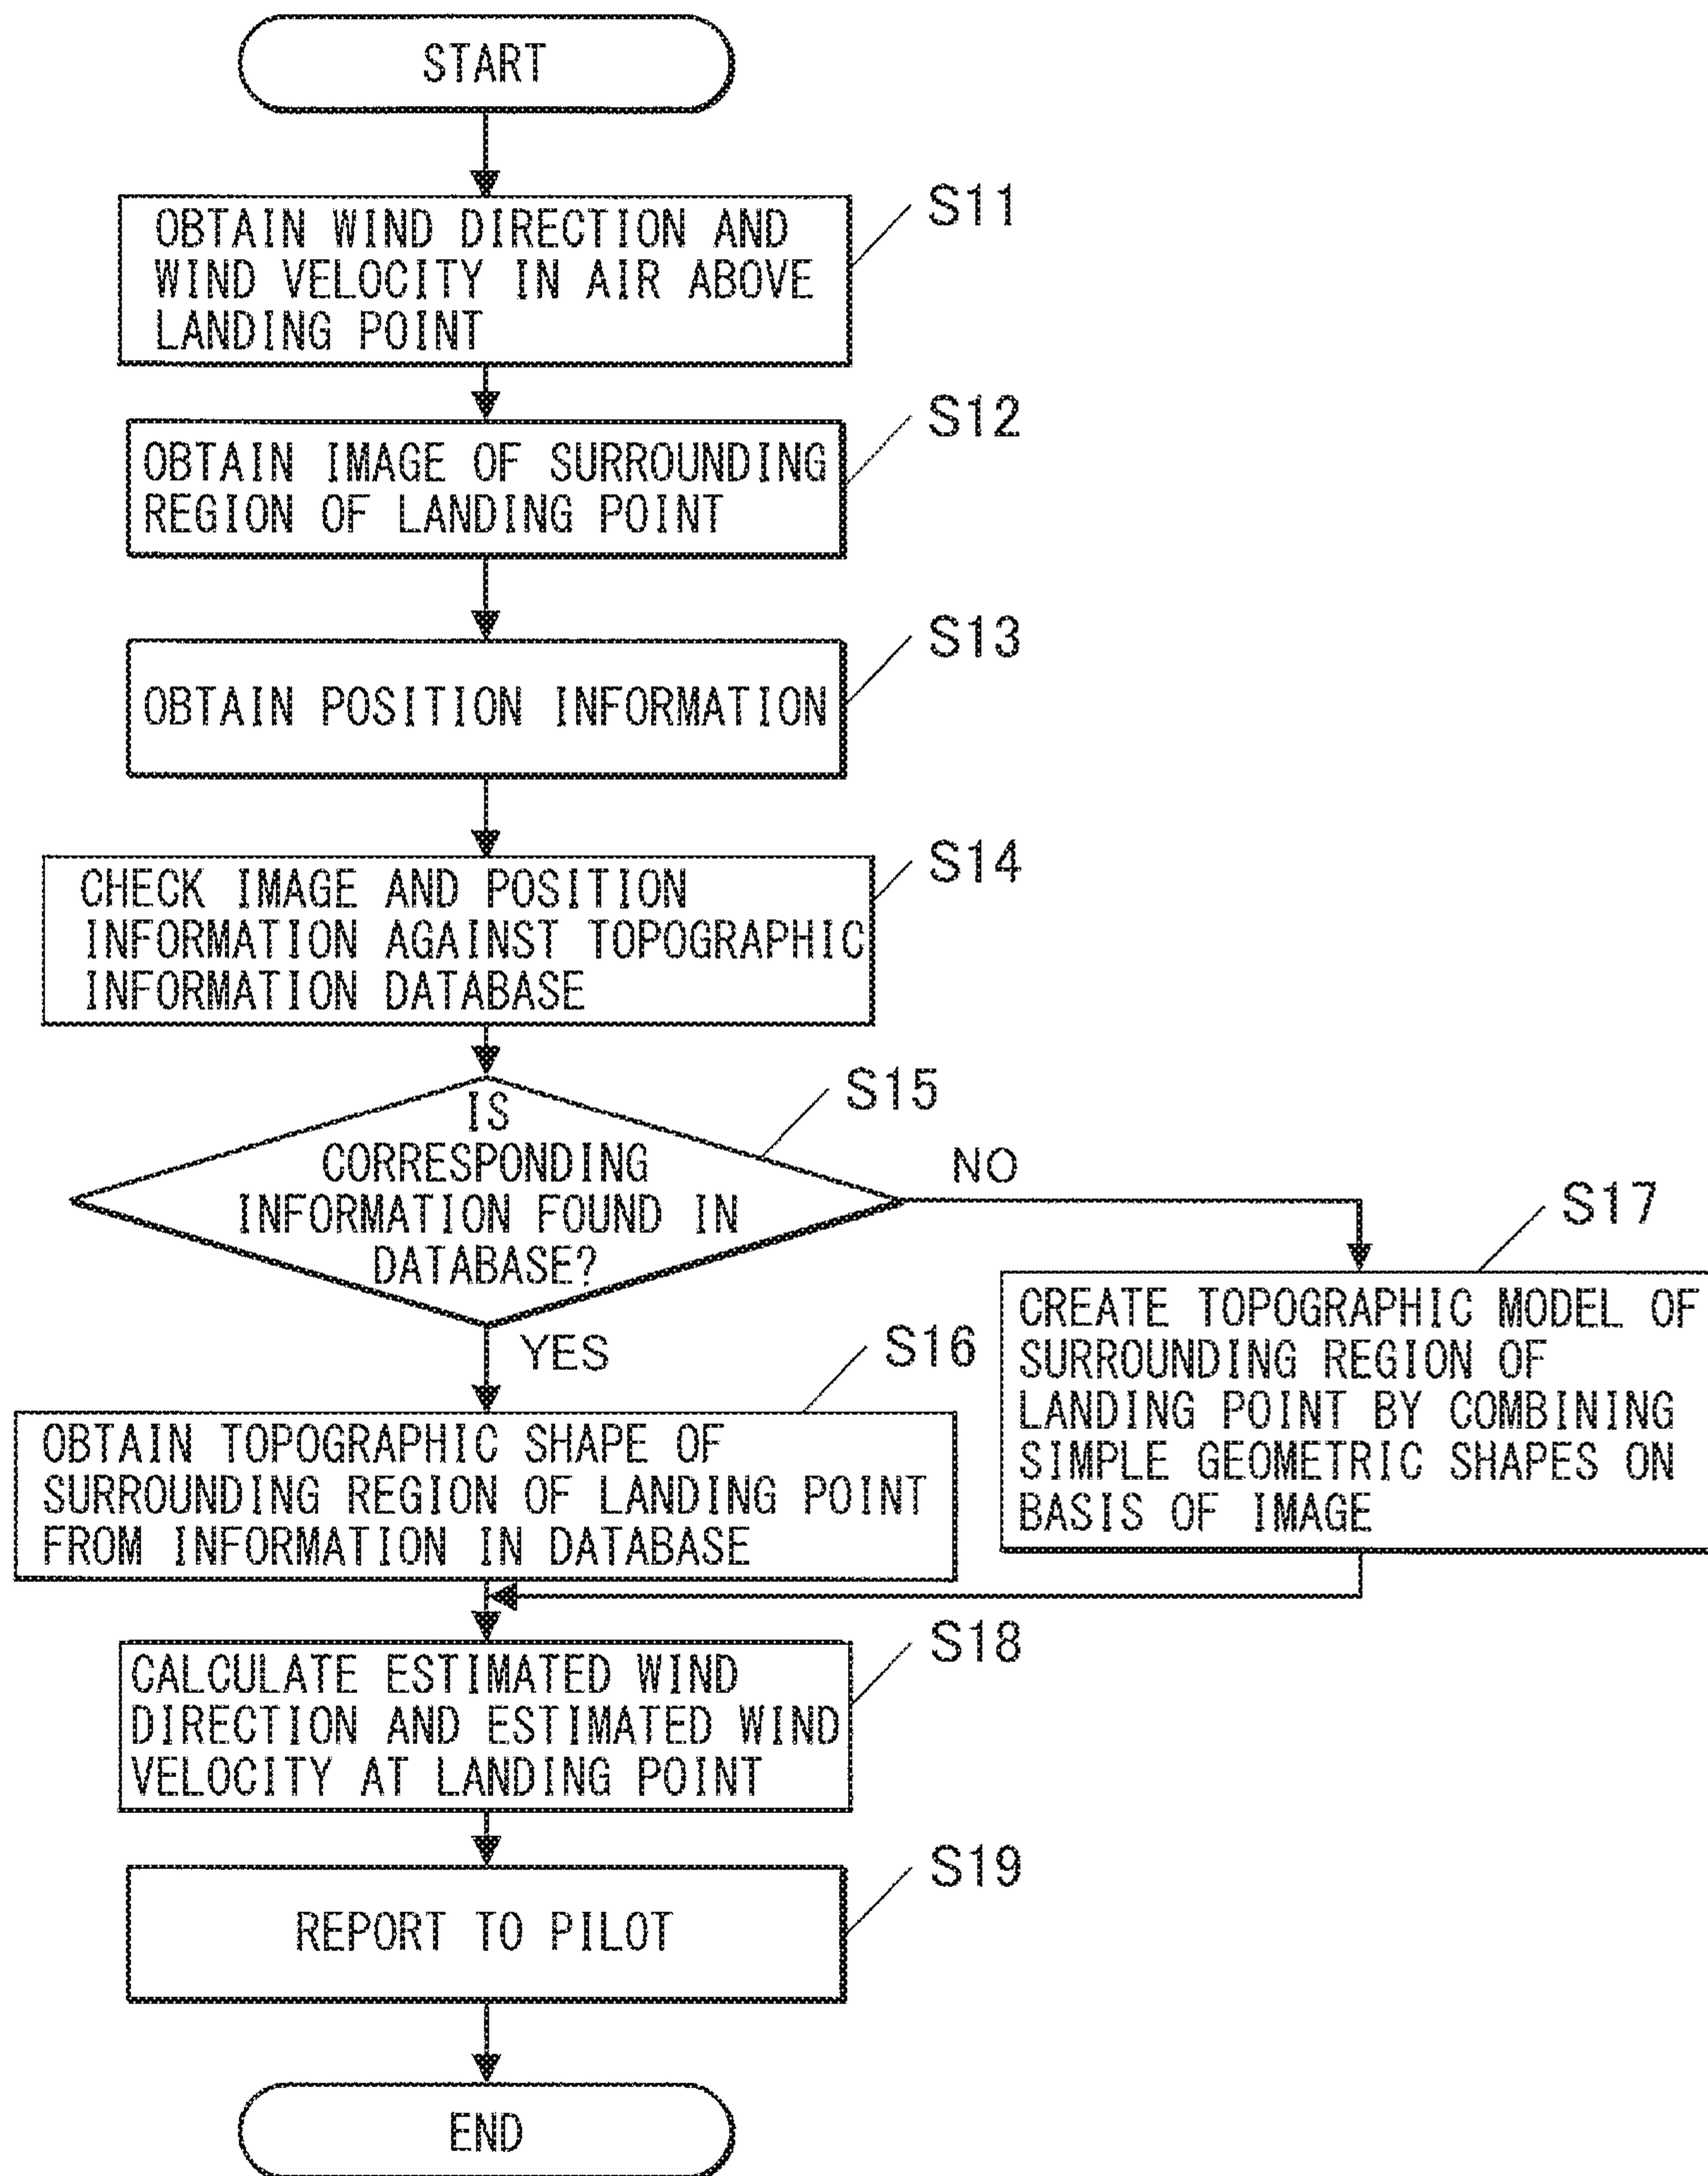 START
S11
OBTAIN WIND DIRECTION AND
WIND VELOCITY IN AIR ABOVE
LANDING POINT
S12
OBTAIN IMAGE OF SURROUNDING
REGION OF LANDING POINT
S13
OBTAIN POSITION INFORMATION
S14
CHECK IMAGE AND POSITION
INFORMATION AGAINST TOPOGRAPHIC
INFORMATION DATABASE
S15
IS
CORRESPONDING
INFORMATION FOUND IN
DATABASE?
NO
YES
S17
CREATE TOPOGRAPHIC MODEL OF
SURROUNDING REGION OF
LANDING POINT BY COMBINING
SIMPLE GEOMETRIC SHAPES ON
BASIS OF IMAGE
S16
OBTAIN TOPOGRAPHIC SHAPE OF
SURROUNDING REGION OF LANDING POINT
FROM INFORMATION IN DATABASE
S18
CALCULATE ESTIMATED WIND
DIRECTION AND ESTIMATED WIND
VELOCITY AT LANDING POINT
S19
REPORT TO PILOT
END